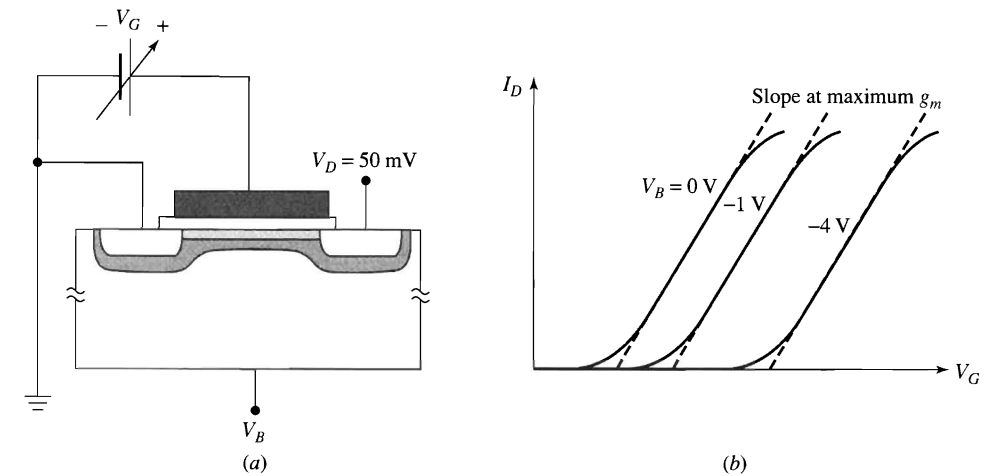 − V_G +
V_D = 50 mV
V_B
(a)
I_D
Slope at maximum g_m
V_B = 0 V
−1 V
−4 V
V_G
(b)